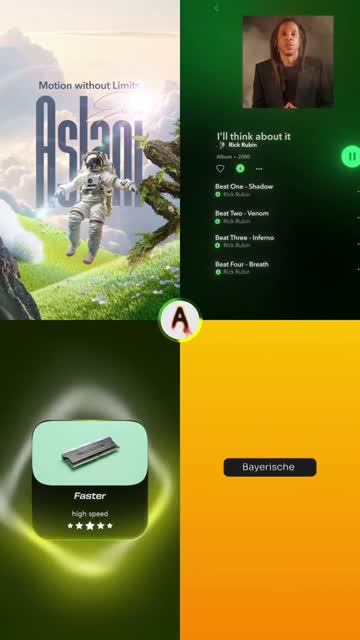 Motion without Limits
Aslani
I'll think about it
Rick Rubin
Album • 2000
Beat One - Shadow
Rick Rubin
Beat Two - Venom
Rick Rubin
Beat Three - Inferno
Rick Rubin
Beat Four - Breath
Rick Rubin
A
Faster
high speed
Bayerische